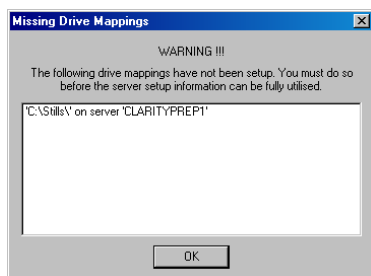 Missing Drive Mappings
WARNING !!!
The following drive mappings have not been setup. You must do so
before the server setup information can be fully utilised.
'C:\Stills\' on server 'CLARITYPREP1'
OK